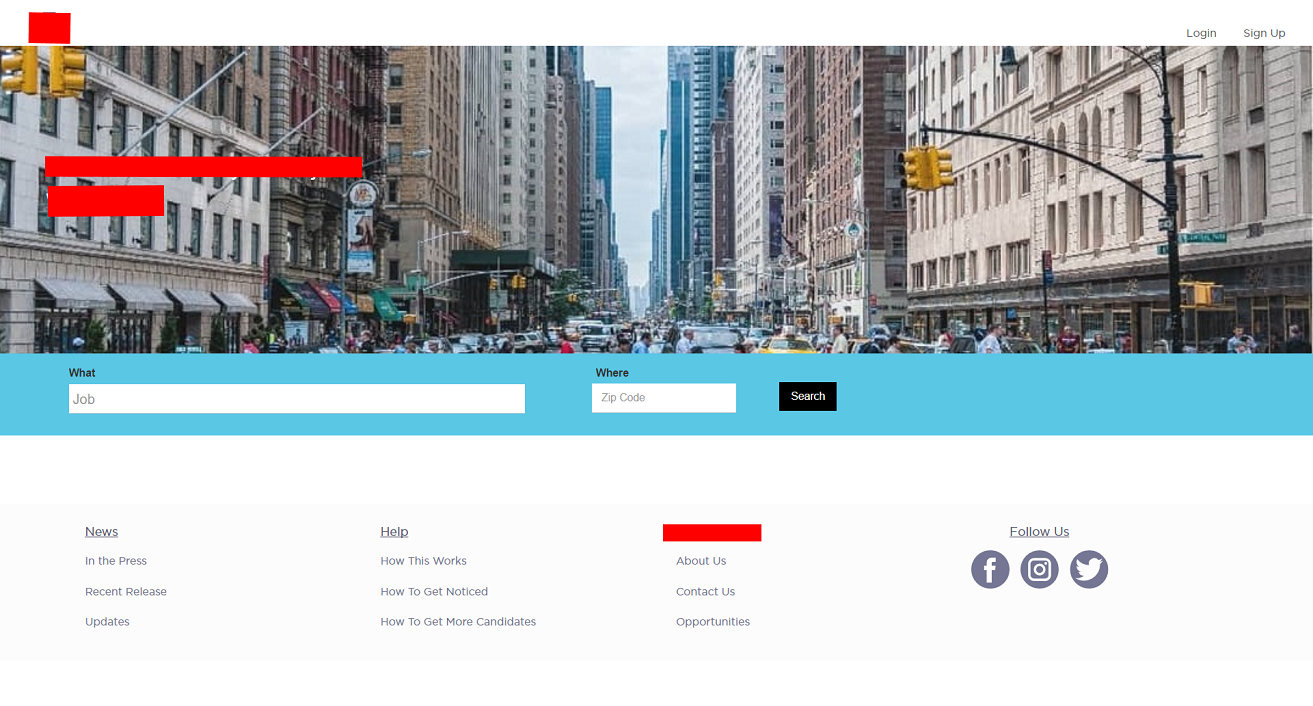 Login Sign Up
What
Where
Job
Zip Code
Search
News
In the Press
Recent Release
Updates
Help
How This Works
How To Get Noticed
How To Get More Candidates
About Us
Contact Us
Opportunities
Follow Us